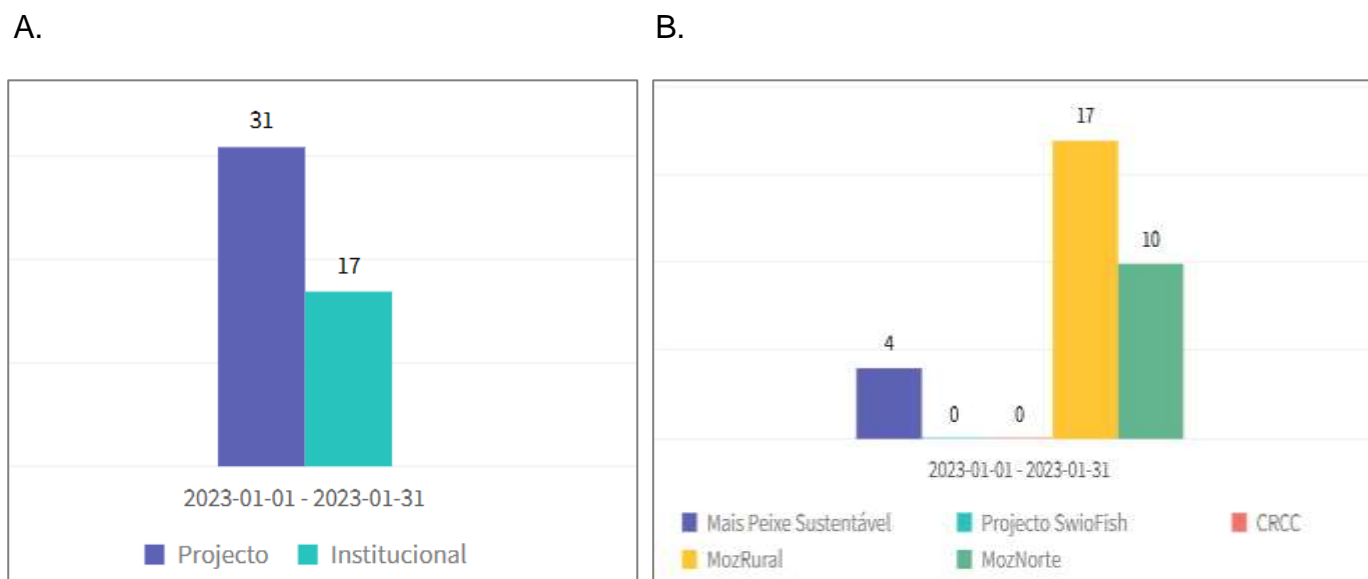 A.
B.
31
17
2023-01-01 - 2023-01-31
Projecto Institucional
17
10
4
0 0
2023-01-01 - 2023-01-31
Mais Peixe Sustentável Projecto SwioFish CRCC
MozRural MozNorte